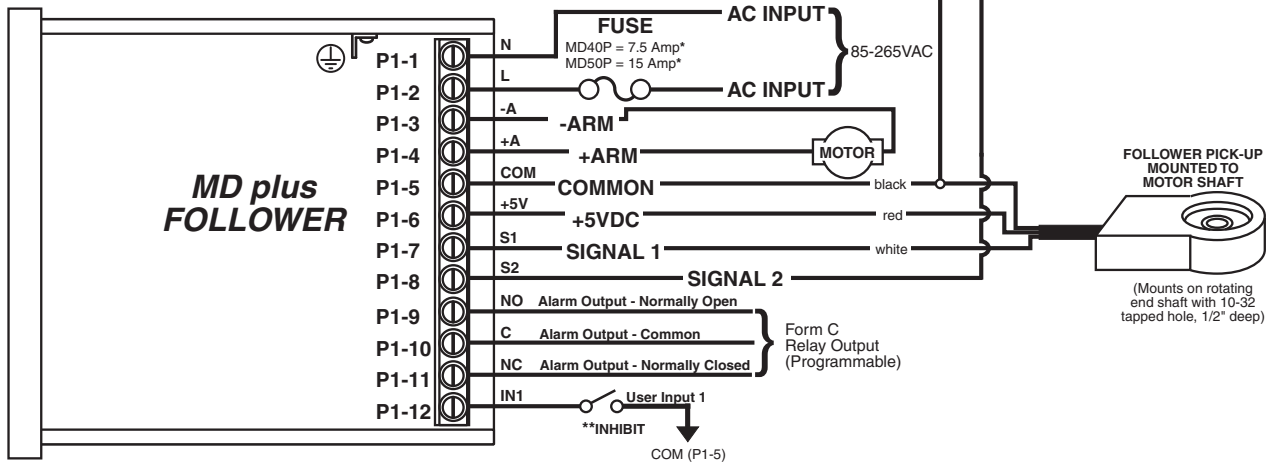 MD plus
FOLLOWER
P1-1
P1-2
P1-3
P1-4
P1-5
P1-6
P1-7
P1-8
P1-9
P1-10
P1-11
P1-12
N
AC INPUT
FUSE
MD40P = 7.5 Amp*
MD50P = 15 Amp*
85-265VAC
L
AC INPUT
-A
-ARM
+A
+ARM
MOTOR
COM
COMMON
black
+5V
+5VDC
red
S1
SIGNAL 1
white
S2
SIGNAL 2
NO
Alarm Output - Normally Open
C
Alarm Output - Common
NC
Alarm Output - Normally Closed
Form C
Relay Output
(Programmable)
IN1
User Input 1
**INHIBIT
COM (P1-5)
FOLLOWER PICK-UP
MOUNTED TO
MOTOR SHAFT
(Mounts on rotating
end shaft with 10-32
tapped hole, 1/2" deep)